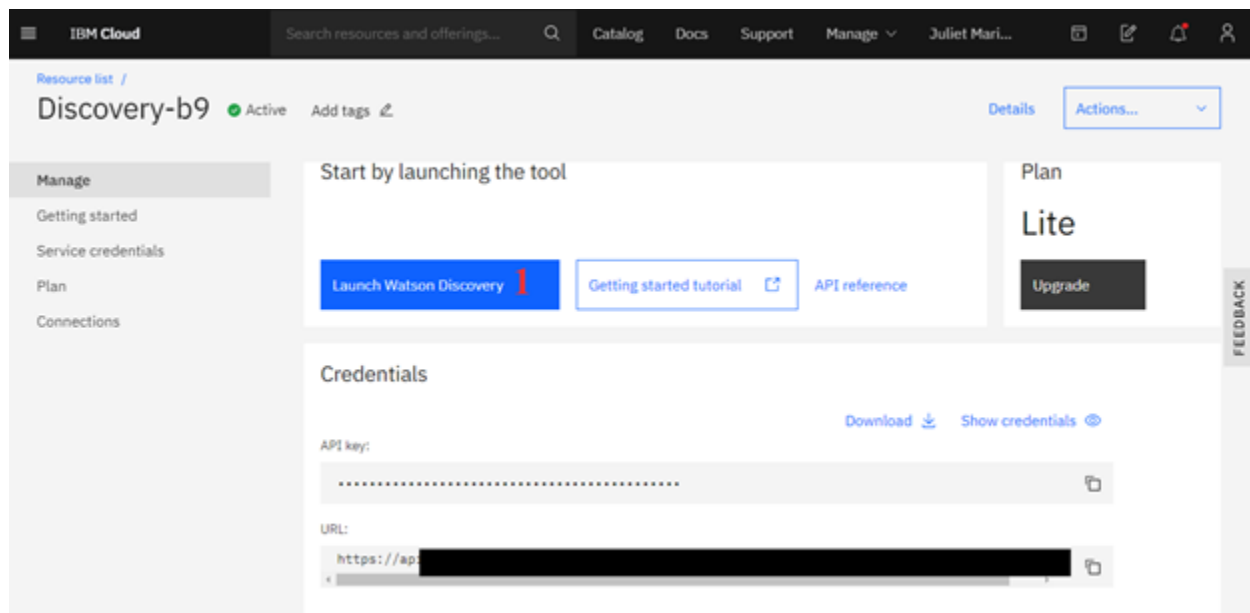 IBM Cloud
Search resources and offerings...
Catalog
Docs
Support
Manage
Juliet Mari...
Resource list /
Discovery-b9
Active
Add tags
Details
Actions...
Manage
Getting started
Service credentials
Plan
Connections
Start by launching the tool
Launch Watson Discovery 1
Getting started tutorial
API reference
Plan
Lite
Upgrade
FEEDBACK
Credentials
Download
Show credentials
API key:
URL:
https://ap